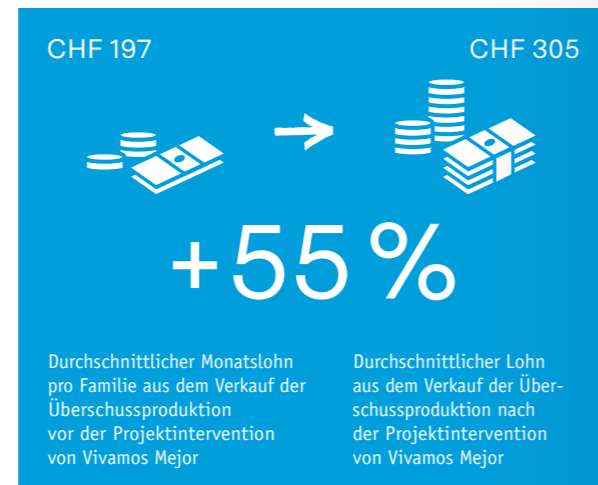 CHF 197
CHF 305
+55 %
Durchschnittlicher Monatslohn
pro Familie aus dem Verkauf der
Überschussproduktion
vor der Projektintervention
von Vivamos Mejor
Durchschnittlicher Lohn
aus dem Verkauf der Über-
schussproduktion nach
der Projektintervention
von Vivamos Mejor